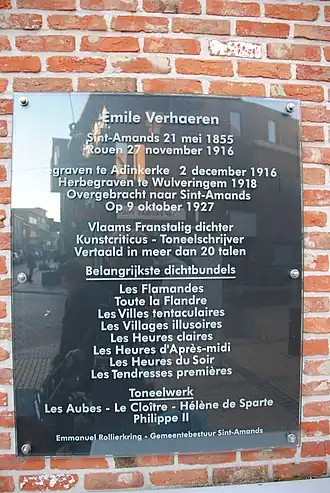 Emile Verhaeren
Sint-Amands 21 mei 1855
Rouen 27 november 1916
graven te Adinkerke 2 december 1916
Herbegraven te Wulveringem 1918
Overgebracht naar Sint-Amands
Op 9 oktober 1927
Vlaams Franstalig dichter
Kunstcriticus - Toneelschrijver
Vertaald in meer dan 20 talen
Belangrijkste dichtbundels
Les Flamandes
Toute la Flandre
Les Villes tentaculaires
Les Villages illusoires
Les Heures claires
Les Heures d'Après-midi
Les Heures du Soir
Les Tendresses premières
Toneelwerk
Les Aubes - Le Cloître - Hélène de Sparte
Philippe II
Emmanuel Rollierkring - Gemeentebestuur Sint-Amands